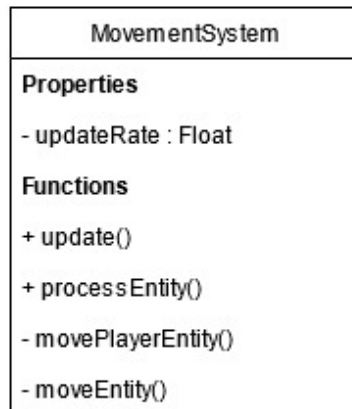 MovementSystem
Properties
- updateRate : Float
Functions
+ update()
+ processEntity()
- movePlayerEntity()
- moveEntity()